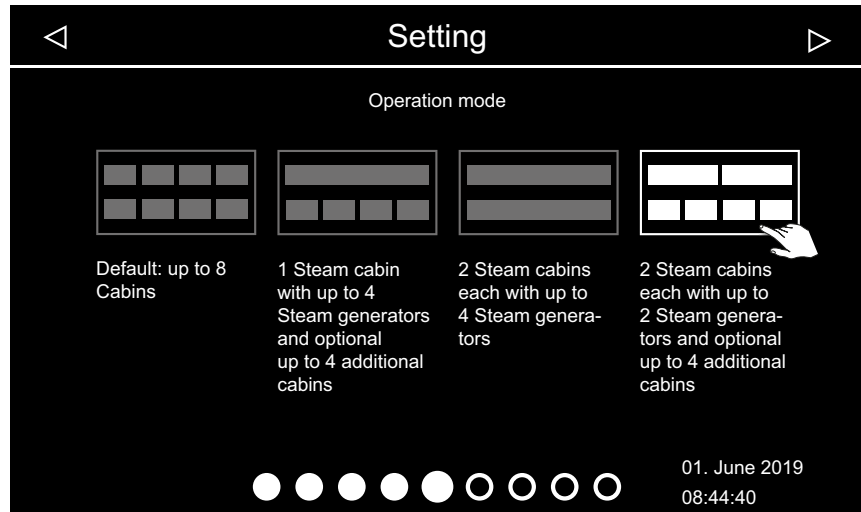 Setting
Operation mode
Default: up to 8
Cabins
1 Steam cabin
with up to 4
Steam generators
and optional
up to 4 additional
cabins
2 Steam cabins
each with up to
4 Steam genera-
tors
2 Steam cabins
each with up to
2 Steam genera-
tors and optional
up to 4 additional
cabins
01. June 2019
08:44:40